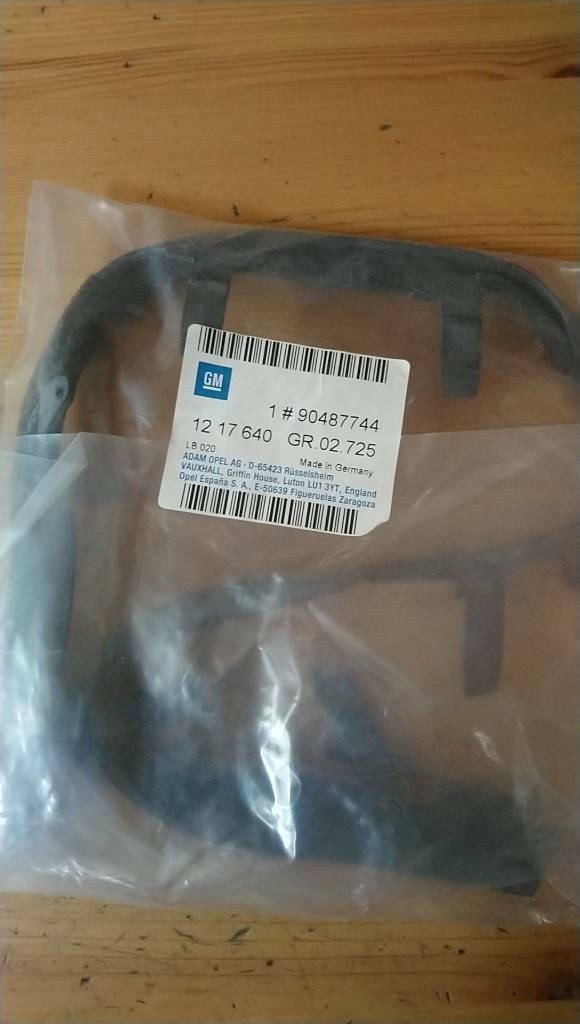 GM
1 # 90487744
12 17 640 GR.02.725
LB 020 Made in Germany
ADAM OPEL AG · D-65423 Rüsselsheim
VAUXHALL, Griffin House, Luton LU1 3YT, England
Opel España S. A., E-50639 Figueruelas Zaragoza